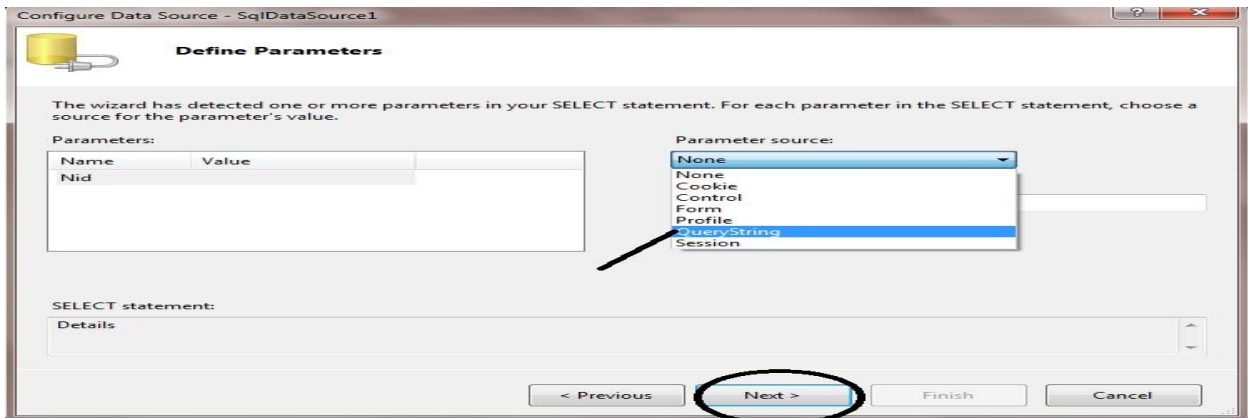 Configure Data Source - SqlDataSource1
Define Parameters
The wizard has detected one or more parameters in your SELECT statement. For each parameter in the SELECT statement, choose a
source for the parameter's value.
Parameters:
Name Value
Nid
Parameter source:
None
None
Cookie
Control
Form
Profile
QueryString
Session
SELECT statement:
Details
< Previous
Next >
Finish
Cancel